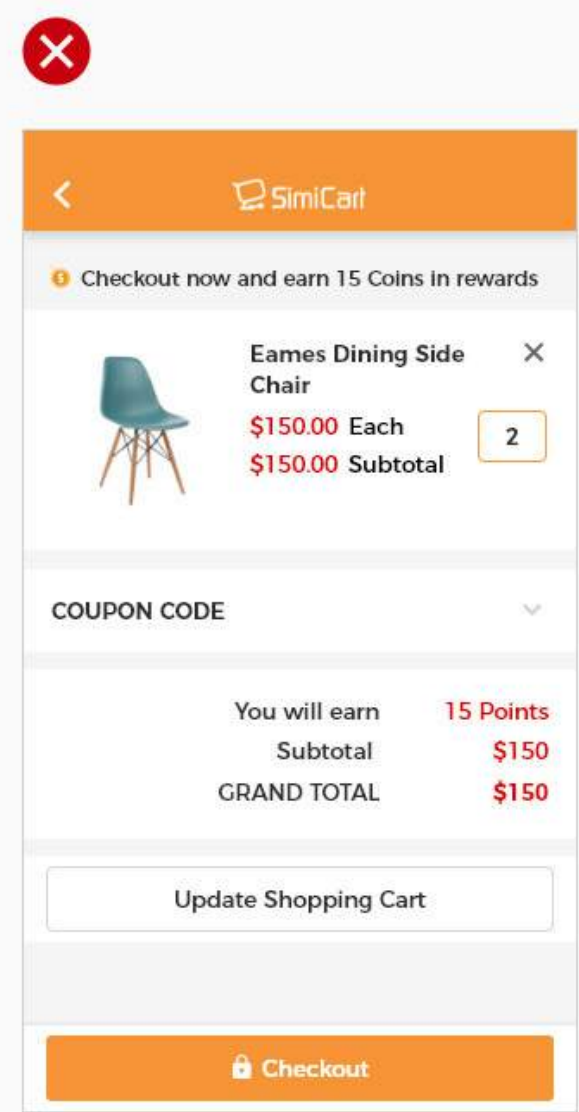 SimiCart
Checkout now and earn 15 Coins in rewards
Eames Dining Side
Chair
$150.00 Each
2
$150.00 Subtotal
COUPON CODE
You will earn 15 Points
Subtotal $150
GRAND TOTAL $150
Update Shopping Cart
Checkout